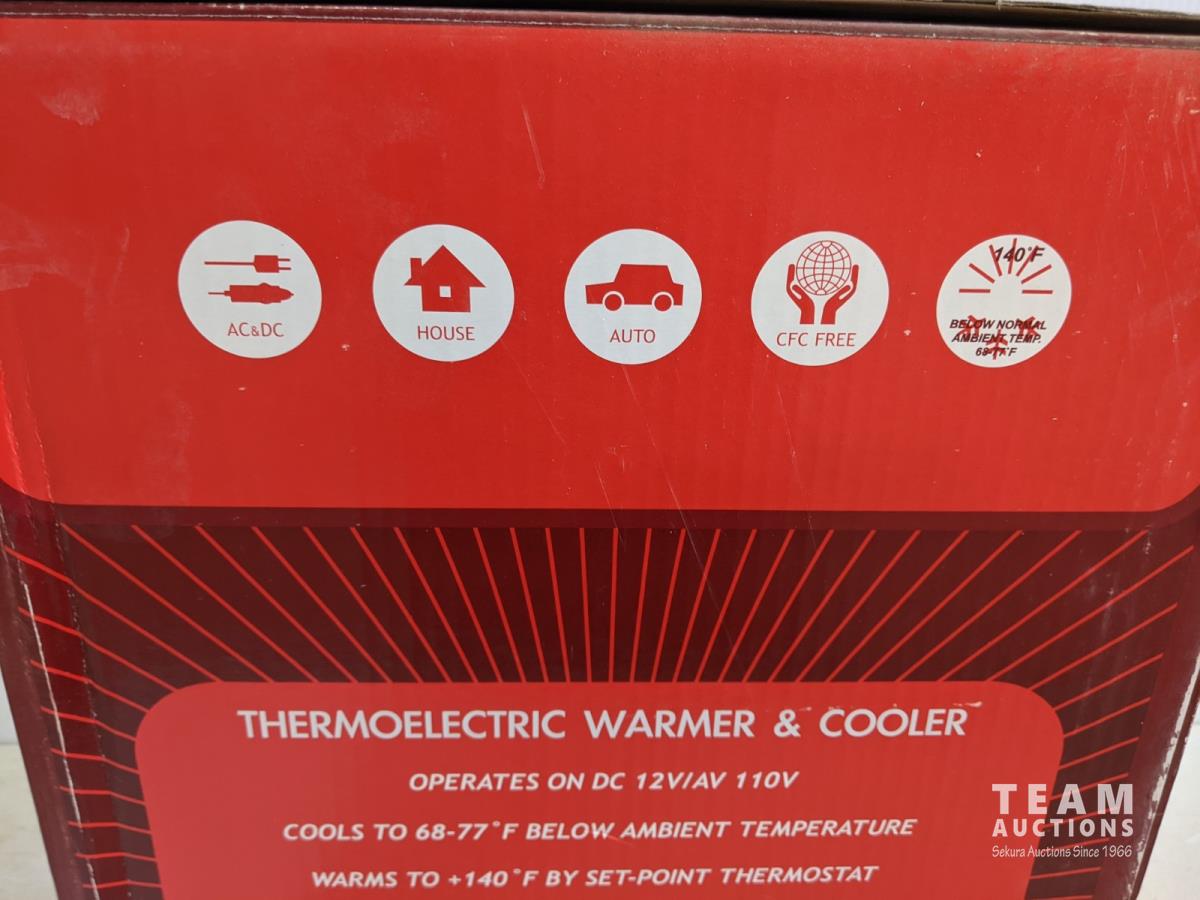 AC&DC
HOUSE
AUTO
CFC FREE
140°F
BELOW NORMAL
AMBIENT TEMP.
68-77°F
THERMOELECTRIC WARMER & COOLER
OPERATES ON DC 12V/AV 110V
COOLS TO 68-77°F BELOW AMBIENT TEMPERATURE
WARMS TO +140°F BY SET-POINT THERMOSTAT
TEAM
AUCTIONS
Sekura Auctions Since 1966